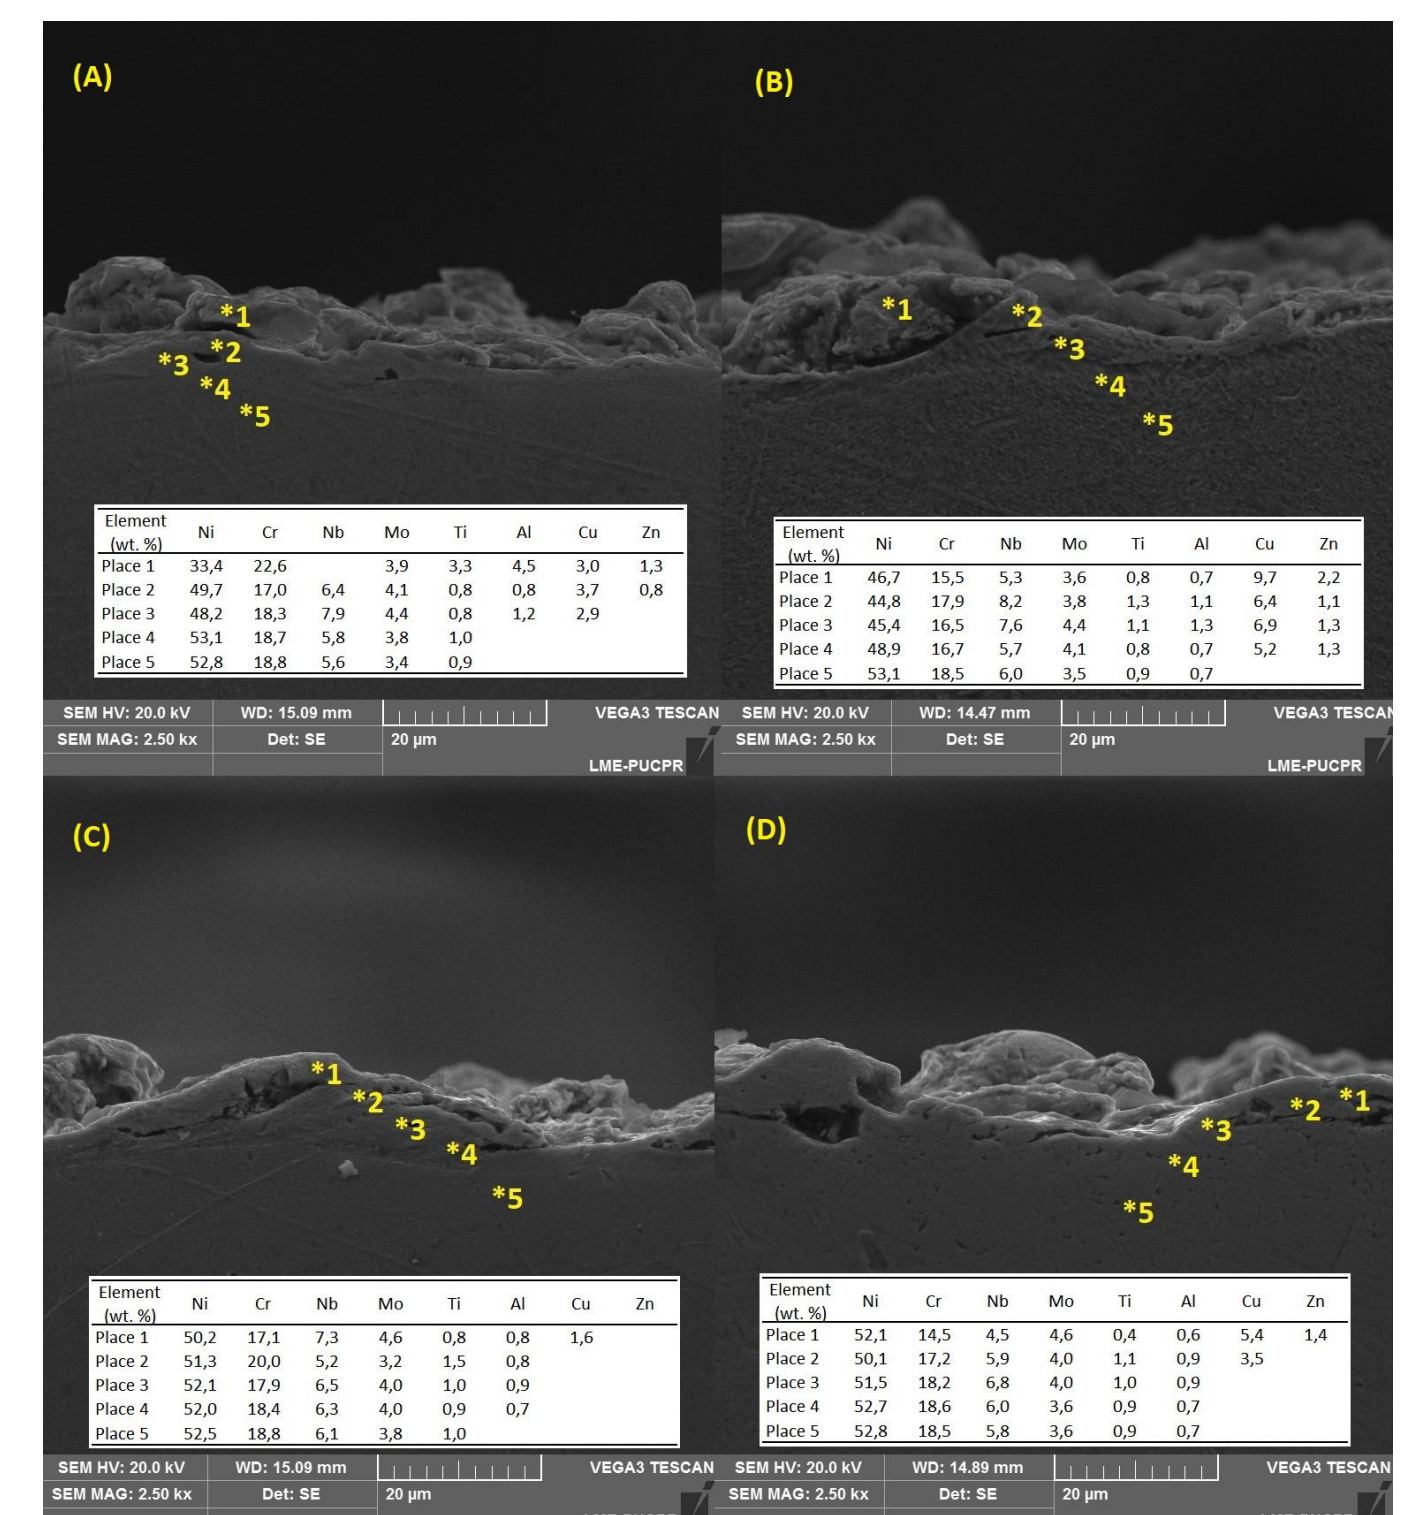 (A)
*1
*2
*3
*4
*5
Element (wt. %) Ni Cr Nb Mo Ti Al Cu Zn
Place 1 33,4 22,6 3,9 3,3 4,5 3,0 1,3
Place 2 49,7 17,0 6,4 4,1 0,8 0,8 3,7 0,8
Place 3 48,2 18,3 7,9 4,4 0,8 1,2 2,9
Place 4 53,1 18,7 5,8 3,8 1,0
Place 5 52,8 18,8 5,6 3,4 0,9
SEM HV: 20.0 kV WD: 15.09 mm VEGA3 TESCAN
SEM MAG: 2.50 kx Det: SE 20 µm
LME-PUCPR
(B)
*1
*2
*3
*4
*5
Element (wt. %) Ni Cr Nb Mo Ti Al Cu Zn
Place 1 46,7 15,5 5,3 3,6 0,8 0,7 9,7 2,2
Place 2 44,8 17,9 8,2 3,8 1,3 1,1 6,4 1,1
Place 3 45,4 16,5 7,6 4,4 1,1 1,3 6,9 1,3
Place 4 48,9 16,7 5,7 4,1 0,8 0,7 5,2 1,3
Place 5 53,1 18,5 6,0 3,5 0,9 0,7
SEM HV: 20.0 kV WD: 14.47 mm VEGA3 TESCAN
SEM MAG: 2.50 kx Det: SE 20 µm
LME-PUCPR
(C)
*1
*2
*3
*4
*5
Element (wt. %) Ni Cr Nb Mo Ti Al Cu Zn
Place 1 50,2 17,1 7,3 4,6 0,8 0,8 1,6
Place 2 51,3 20,0 5,2 3,2 1,5 0,8
Place 3 52,1 17,9 6,5 4,0 1,0 0,9
Place 4 52,0 18,4 6,3 4,0 0,9 0,7
Place 5 52,5 18,8 6,1 3,8 1,0
SEM HV: 20.0 kV WD: 15.09 mm VEGA3 TESCAN
SEM MAG: 2.50 kx Det: SE 20 µm
(D)
*1
*2
*3
*4
*5
Element (wt. %) Ni Cr Nb Mo Ti Al Cu Zn
Place 1 52,1 14,5 4,5 4,6 0,4 0,6 5,4 1,4
Place 2 50,1 17,2 5,9 4,0 1,1 0,9 3,5
Place 3 51,5 18,2 6,8 4,0 1,0 0,9
Place 4 52,7 18,6 6,0 3,6 0,9 0,7
Place 5 52,8 18,5 5,8 3,6 0,9 0,7
SEM HV: 20.0 kV WD: 14.89 mm VEGA3 TESCAN
SEM MAG: 2.50 kx Det: SE 20 µm